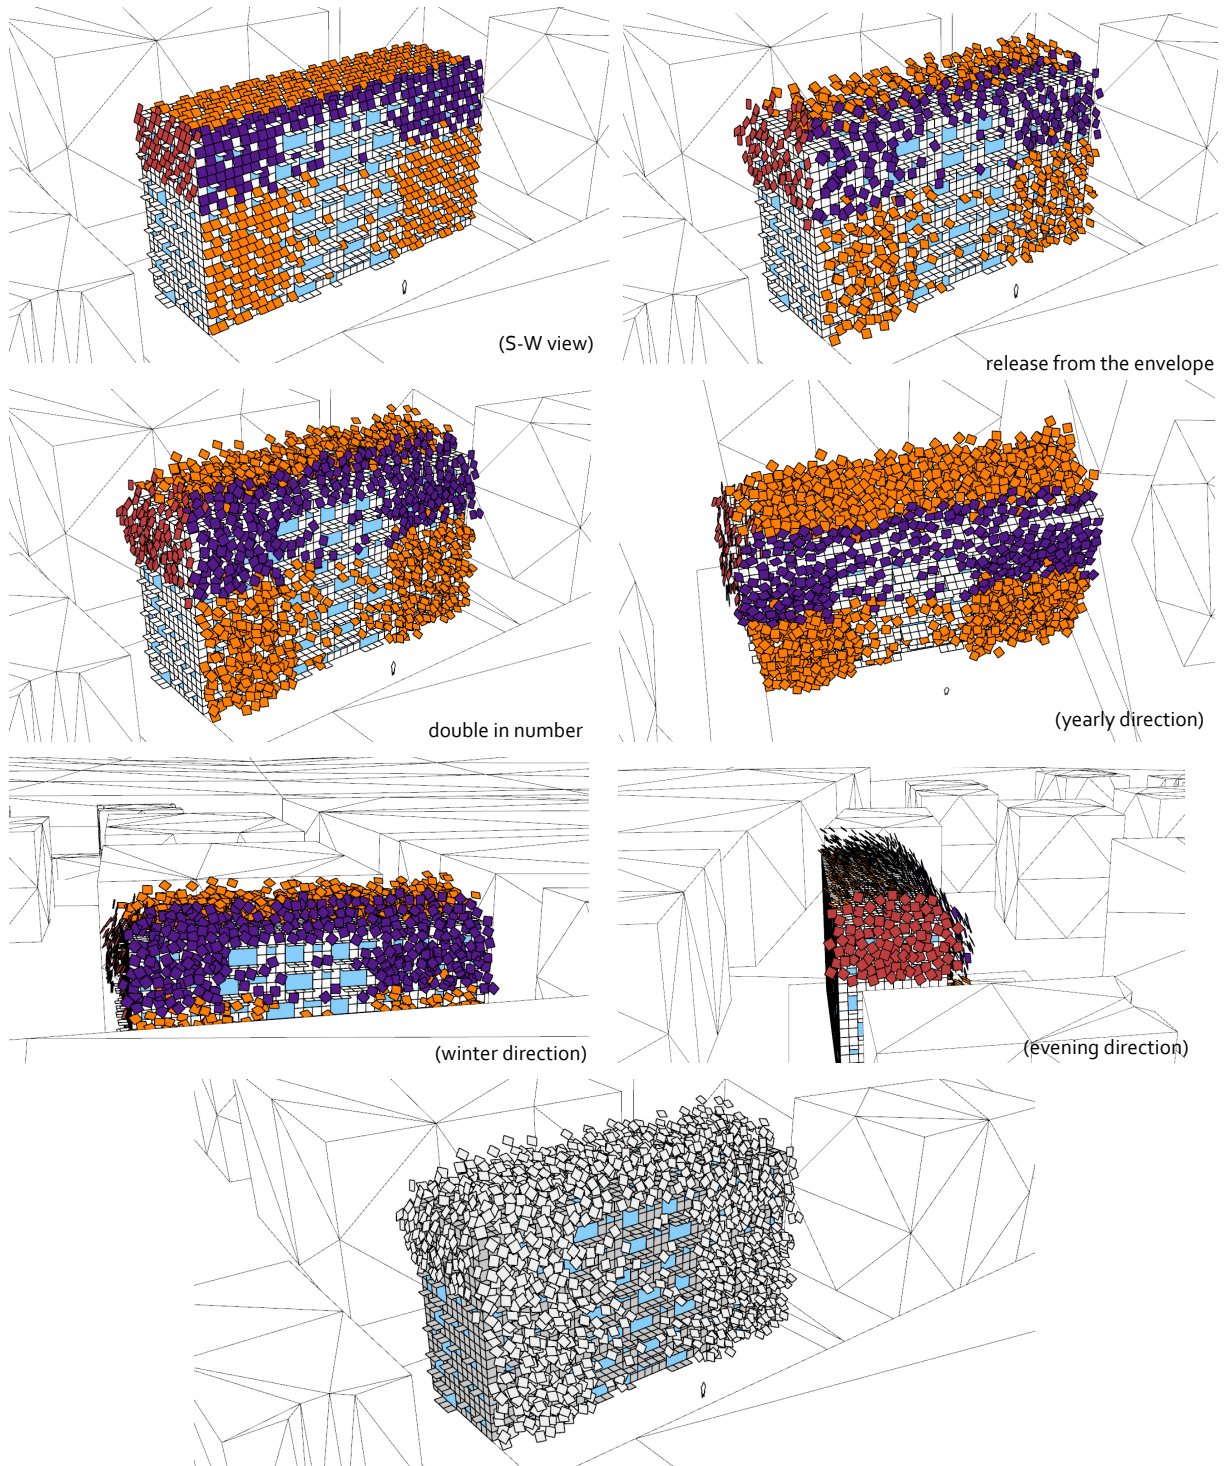 (S-W view)
release from the envelope
double in number
(yearly direction)
(winter direction)
(evening direction)